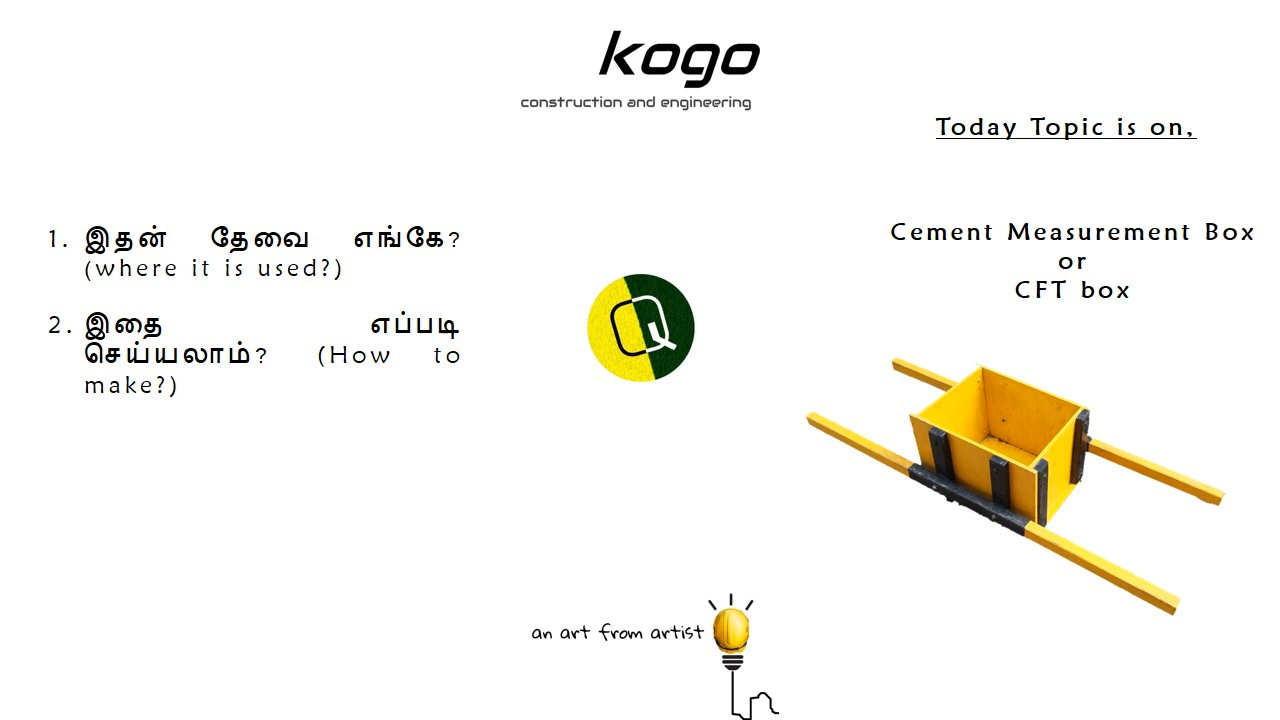 kogo
construction and engineering
Today Topic is on,
1. இதன் தேவை எங்கே?
(where it is used?)
2. இதை எப்படி
செய்யலாம்? (How to
make?)
Cement Measurement Box
or
CFT box
Q
an art from artist